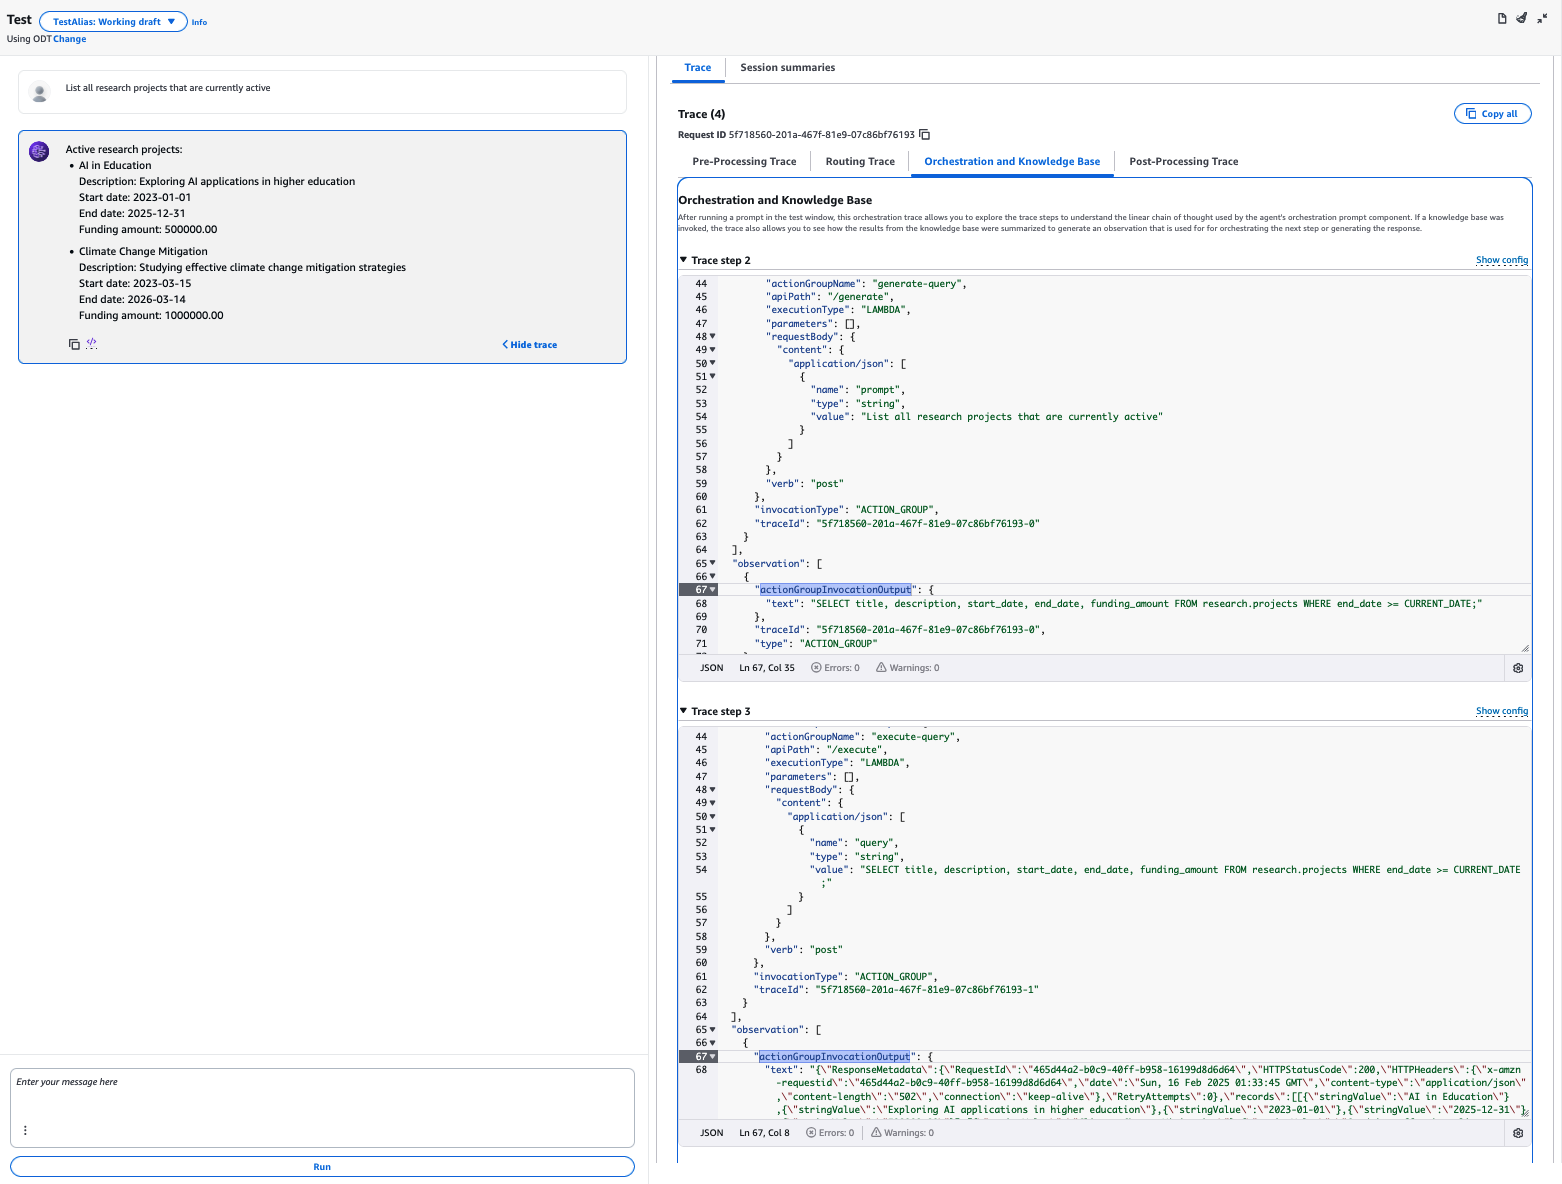 Test
TestAlias: Working draft
Info
Using ODT Change
List all research projects that are currently active
Active research projects:
• AI in Education
Description: Exploring AI applications in higher education
Start date: 2023-01-01
End date: 2025-12-31
Funding amount: 500000.00
• Climate Change Mitigation
Description: Studying effective climate change mitigation strategies
Start date: 2023-03-15
End date: 2026-03-14
Funding amount: 1000000.00
Hide trace
Enter your message here
Run
Trace
Session summaries
Trace (4)
Copy all
Request ID 5f718560-201a-467f-81e9-07c86bf76193
Pre-Processing Trace
Routing Trace
Orchestration and Knowledge Base
Post-Processing Trace
Orchestration and Knowledge Base
After running a prompt in the test window, this orchestration trace allows you to explore the trace steps to understand the linear chain of thought used by the agent's orchestration prompt component. If a knowledge base was
invoked, the trace also allows you to see how the results from the knowledge base were summarized to generate an observation that is used for for orchestrating the next step or generating the response.
Trace step 2
Show config
44 "actionGroupName": "generate-query",
45 "apiPath": "/generate",
46 "executionType": "LAMBDA",
47 "parameters": [],
48 "requestBody": {
49 "content": {
50 "application/json": [
51 {
52 "name": "prompt",
53 "type": "string",
54 "value": "List all research projects that are currently active"
55 }
56 ]
57 }
58 },
59 "verb": "post"
60 },
61 "invocationType": "ACTION_GROUP",
62 "traceId": "5f718560-201a-467f-81e9-07c86bf76193-0"
63 }
64 ],
65 "observation": [
66 {
67 "actionGroupInvocationOutput": {
68 "text": "SELECT title, description, start_date, end_date, funding_amount FROM research.projects WHERE end_date >= CURRENT_DATE;"
69 },
70 "traceId": "5f718560-201a-467f-81e9-07c86bf76193-0",
71 "type": "ACTION_GROUP"
JSON Ln 67, Col 35 Errors: 0 Warnings: 0
Trace step 3
Show config
44 "actionGroupName": "execute-query",
45 "apiPath": "/execute",
46 "executionType": "LAMBDA",
47 "parameters": [],
48 "requestBody": {
49 "content": {
50 "application/json": [
51 {
52 "name": "query",
53 "type": "string",
54 "value": "SELECT title, description, start_date, end_date, funding_amount FROM research.projects WHERE end_date >= CURRENT_DATE
;"
55 }
56 ]
57 }
58 },
59 "verb": "post"
60 },
61 "invocationType": "ACTION_GROUP",
62 "traceId": "5f718560-201a-467f-81e9-07c86bf76193-1"
63 }
64 ],
65 "observation": [
66 {
67 "actionGroupInvocationOutput": {
68 "text": "{\"ResponseMetadata\":{\"RequestId\":\"465d44a2-b0c9-40ff-b958-16199d8d6d64\",\"HTTPStatusCode\":200,\"HTTPHeaders\":{\"x-amzn
-requestid\":\"465d44a2-b0c9-40ff-b958-16199d8d6d64\",\"date\":\"Sun, 16 Feb 2025 01:33:45 GMT\",\"content-type\":\"application/json\"
,\"content-length\":\"502\",\"connection\":\"keep-alive\"},\"RetryAttempts\":0},\"records\":[[{\"stringValue\":\"AI in Education\"}
,{\"stringValue\":\"Exploring AI applications in higher education\"},{\"stringValue\":\"2023-01-01\"},{\"stringValue\":\"2025-12-31\"}
JSON Ln 67, Col 8 Errors: 0 Warnings: 0